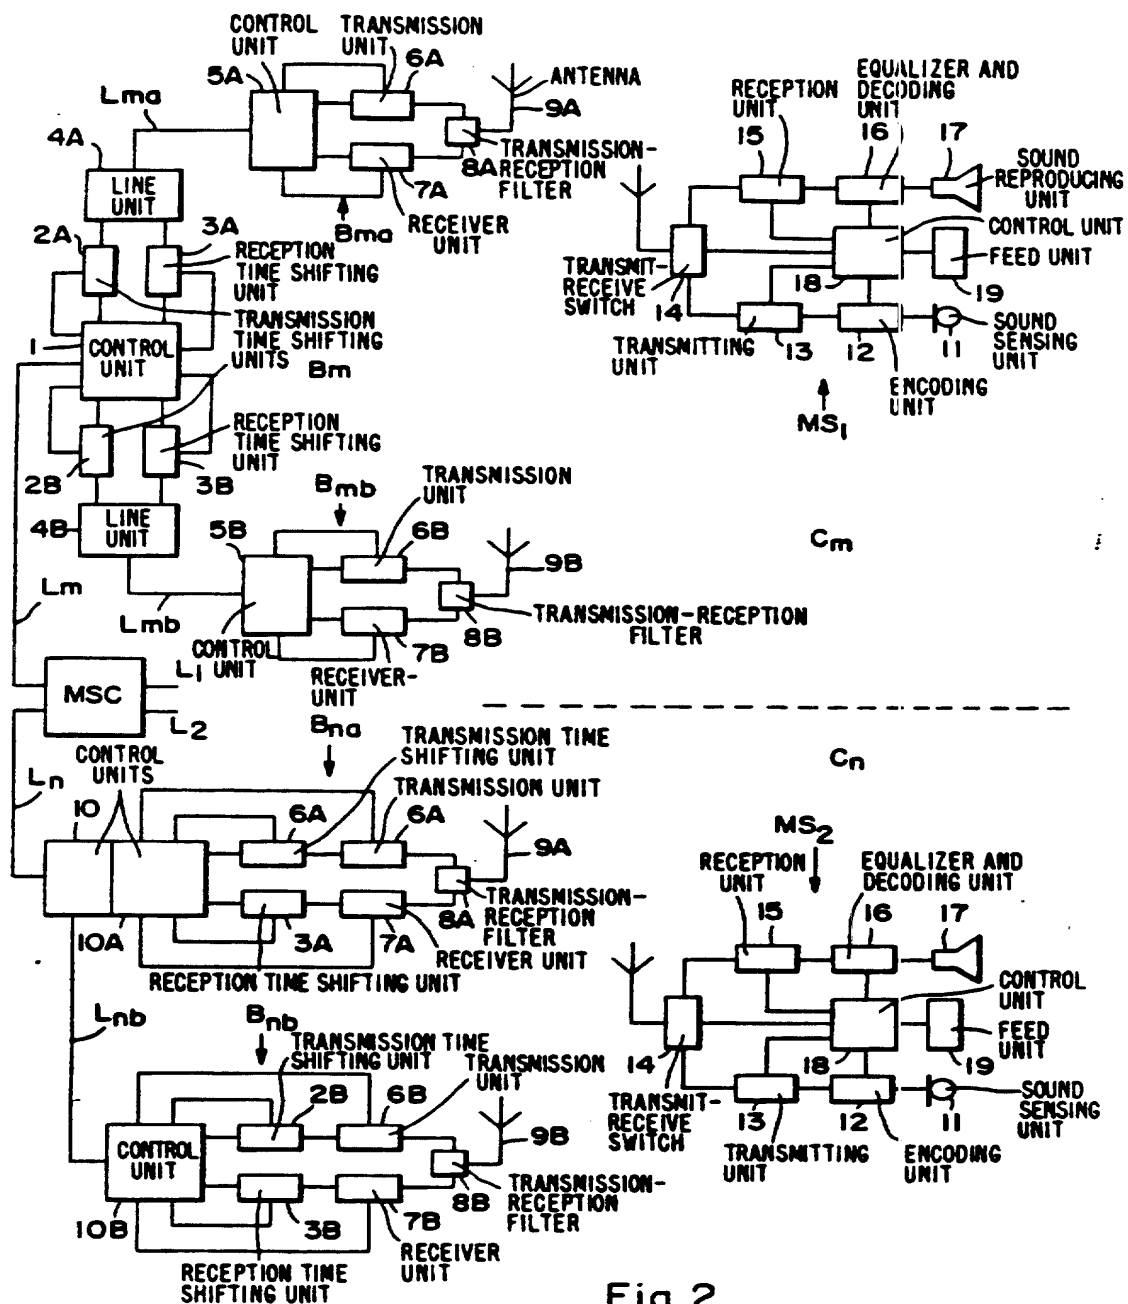 CONTROL UNIT
TRANSMISSION UNIT
5A
6A
ANTENNA
9A
Lma
4A
LINE UNIT
8A
TRANSMISSION-
RECEPTION
FILTER
7A
RECEIVER
UNIT
Bma
2A
3A
RECEPTION
TIME SHIFTING
UNIT
TRANSMISSION
TIME SHIFTING
UNITS
1
CONTROL
UNIT
Bm
RECEPTION
TIME SHIFTING
UNIT
2B
3B
4B
LINE
UNIT
Lm
Lmb
Bmb
TRANSMISSION
UNIT
5B
6B
9B
TRANSMISSION-RECEPTION
FILTER
8B
7B
CONTROL
UNIT
RECEIVER-
UNIT
MSC
L1
L2
RECEPTION
UNIT
EQUALIZER AND
DECODING
UNIT
15
16
17
SOUND
REPRODUCING
UNIT
CONTROL UNIT
FEED UNIT
18
19
TRANSMIT-
RECEIVE
SWITCH
14
TRANSMITTING
UNIT
13
12
11
SOUND
SENSING
UNIT
ENCODING
UNIT
MS1
Cm
Cn
Ln
CONTROL
UNITS
Bna
TRANSMISSION TIME
SHIFTING UNIT
TRANSMISSION UNIT
10
6A
6A
9A
8A
TRANSMISSION-
RECEPTION
FILTER
10A
3A
7A
RECEIVER UNIT
RECEPTION TIME SHIFTING UNIT
Lnb
Bnb
TRANSMISSION TIME
SHIFTING UNIT
TRANSMISSION
UNIT
2B
6B
9B
CONTROL
UNIT
8B
TRANSMISSION-
RECEPTION
FILTER
10B
3B
7B
RECEIVER
UNIT
RECEPTION TIME
SHIFTING UNIT
MS2
RECEPTION
UNIT
EQUALIZER AND
DECODING UNIT
15
16
17
CONTROL
UNIT
FEED
UNIT
14
18
19
TRANSMIT-
RECEIVE
SWITCH
13
12
11
SOUND
SENSING
UNIT
TRANSMITTING
UNIT
ENCODING
UNIT
Fig. 2